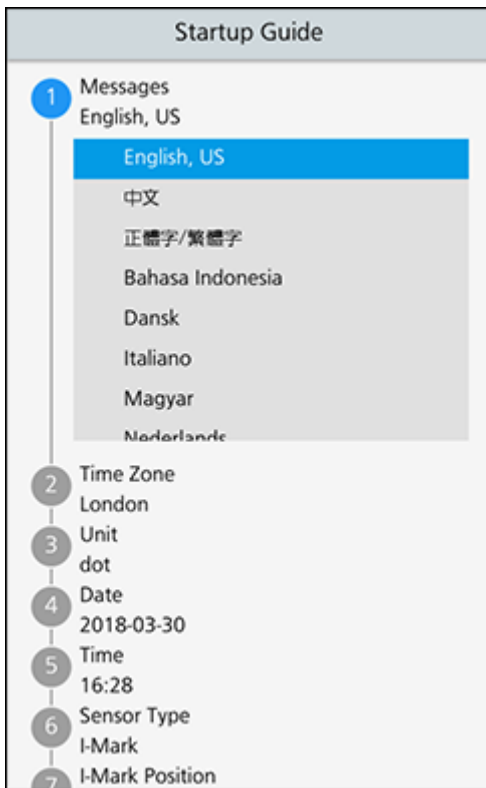 Startup Guide
1
Messages
English, US
English, US
中文
正體字/繁體字
Bahasa Indonesia
Dansk
Italiano
Magyar
Nederlands
2
Time Zone
London
3
Unit
dot
4
Date
2018-03-30
5
Time
16:28
6
Sensor Type
I-Mark
7
I-Mark Position